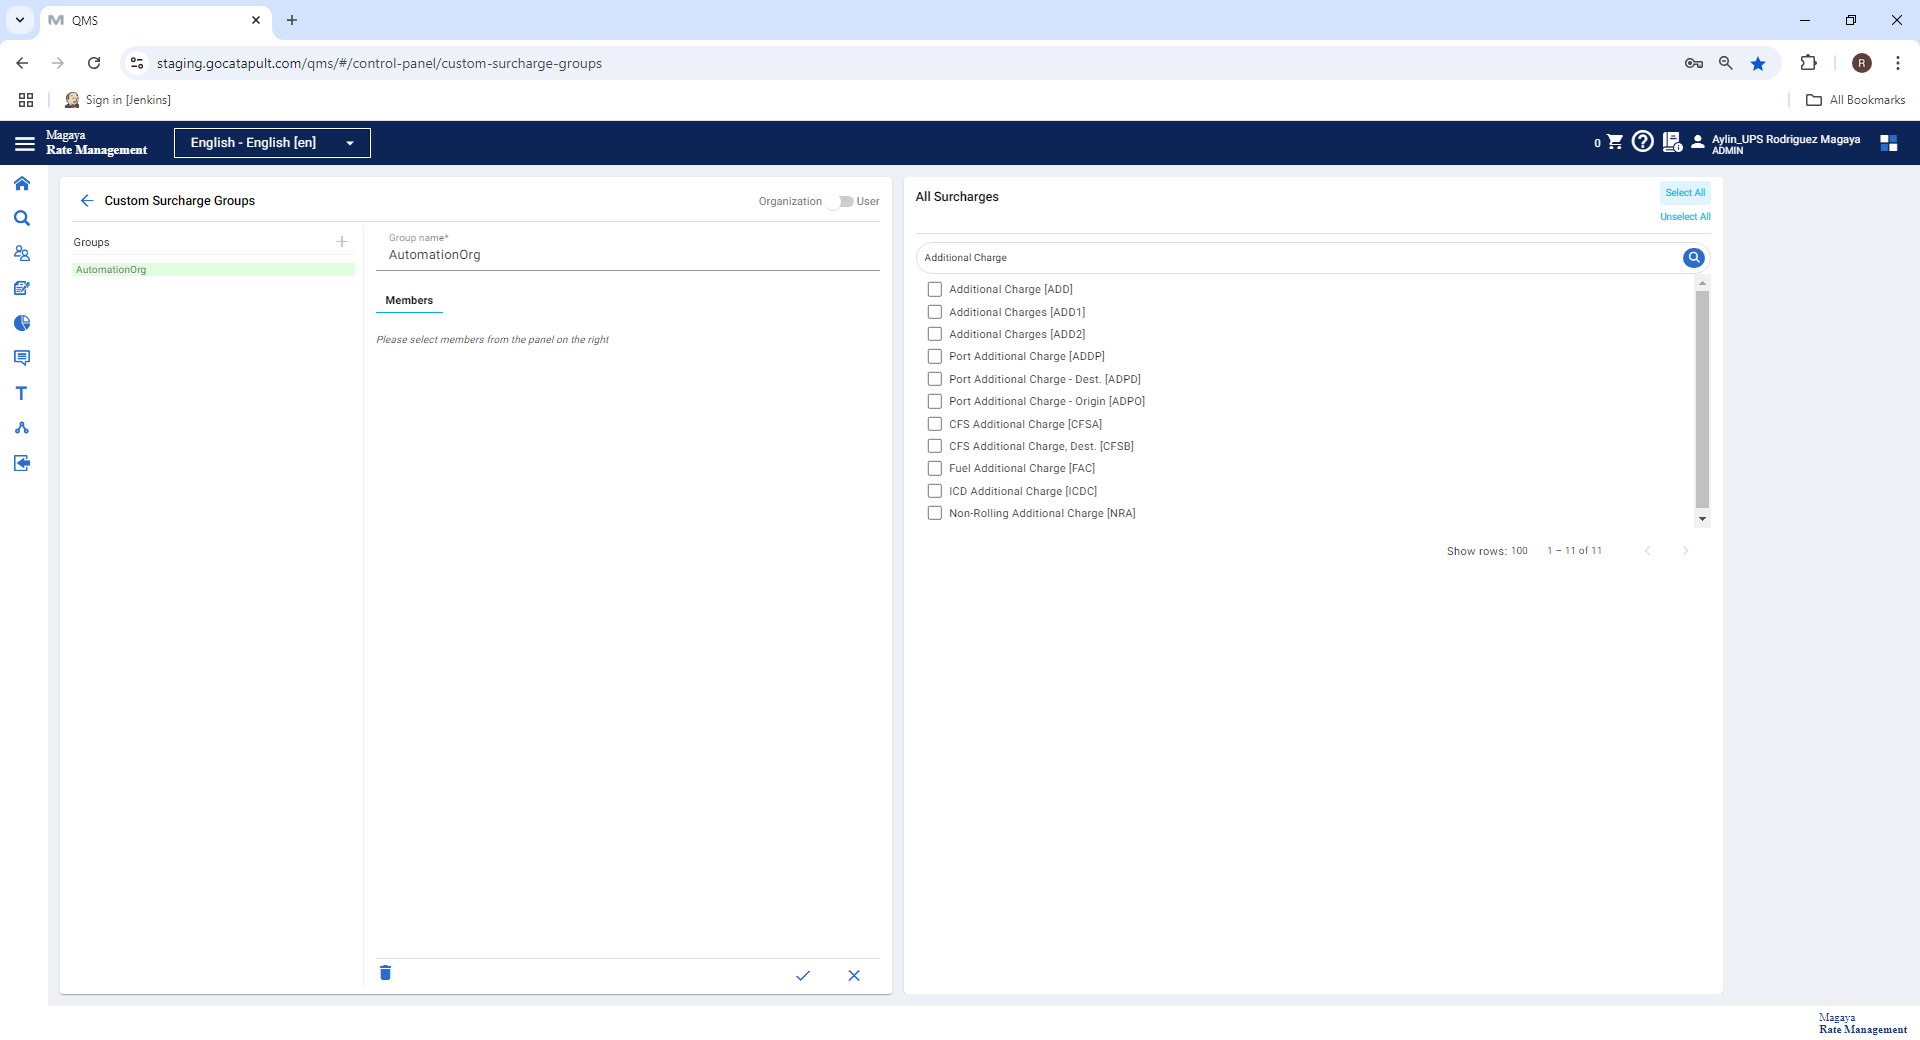 QMS
staging.gocatapult.com/qms/#/control-panel/custom-surcharge-groups
R
Sign in [Jenkins]
All Bookmarks
Magaya
Rate Management
English - English [en]
0
Aylin_UPS Rodriguez Magaya
ADMIN
Custom Surcharge Groups
Organization
User
Groups
AutomationOrg
Group name*
AutomationOrg
Members
Please select members from the panel on the right
All Surcharges
Select All
Unselect All
Additional Charge
Additional Charge [ADD]
Additional Charges [ADD1]
Additional Charges [ADD2]
Port Additional Charge [ADDP]
Port Additional Charge - Dest. [ADPD]
Port Additional Charge - Origin [ADPO]
CFS Additional Charge [CFSA]
CFS Additional Charge, Dest. [CFSB]
Fuel Additional Charge [FAC]
ICD Additional Charge [ICDC]
Non-Rolling Additional Charge [NRA]
Show rows: 100 1 – 11 of 11
Magaya
Rate Management